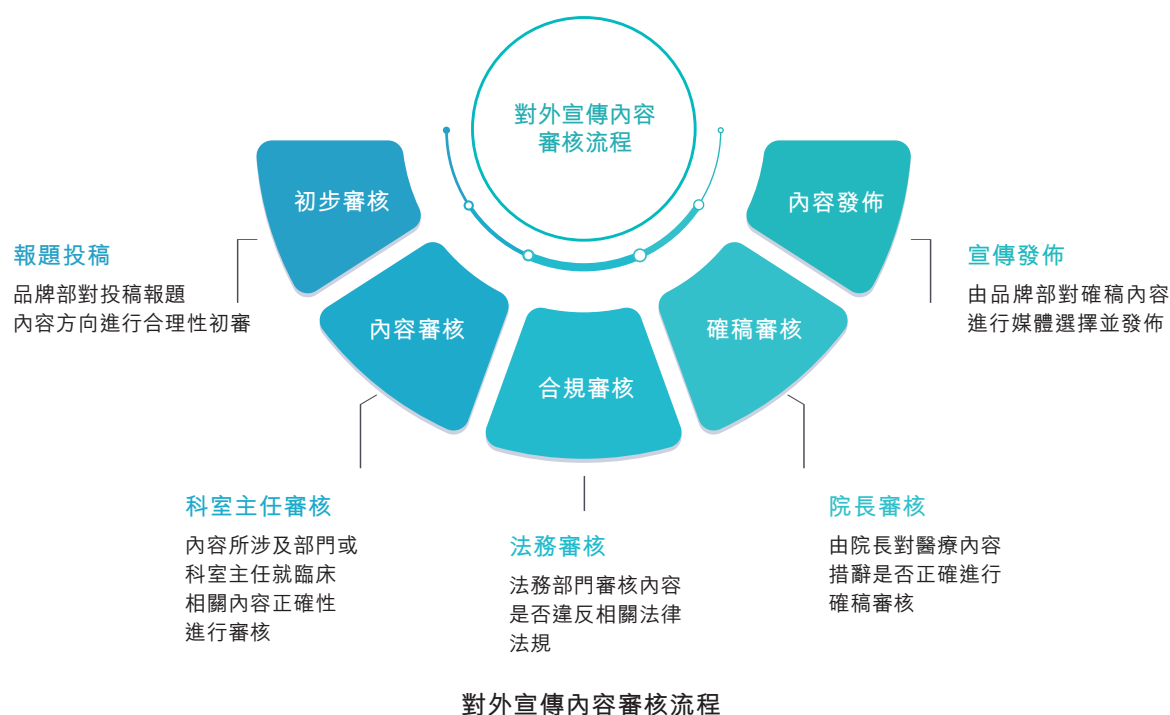 對外宣傳內容
審核流程
初步審核
報題投稿
品牌部對投稿報題
內容方向進行合理性初審
內容審核
科室主任審核
內容所涉及部門或
科室主任就臨床
相關內容正確性
進行審核
合規審核
法務審核
法務部門審核內容
是否違反相關法律
法規
確稿審核
院長審核
由院長對醫療內容
措辭是否正確進行
確稿審核
內容發佈
宣傳發佈
由品牌部對確稿內容
進行媒體選擇並發佈
對外宣傳內容審核流程